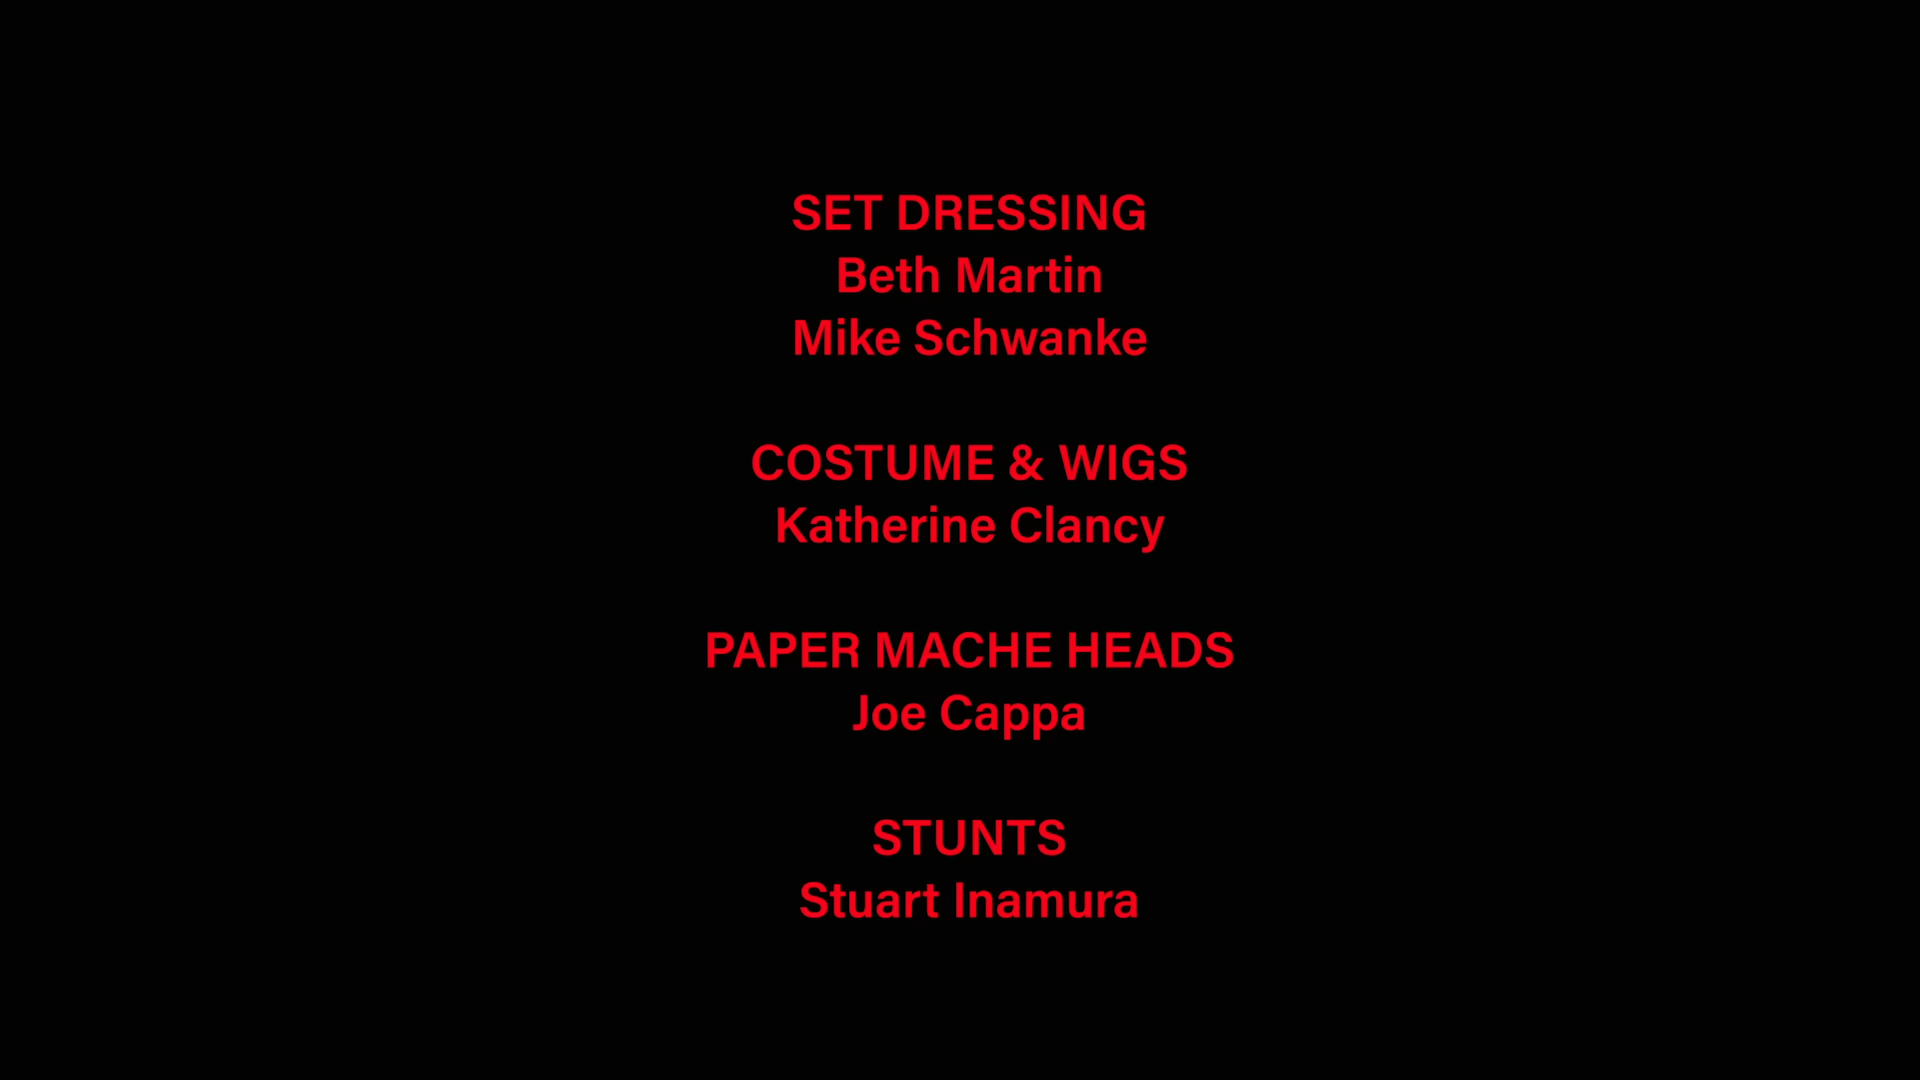 SET DRESSING
Beth Martin
Mike Schwanke
COSTUME & WIGS
Katherine Clancy
PAPER MACHE HEADS
Joe Cappa
STUNTS
Stuart Inamura